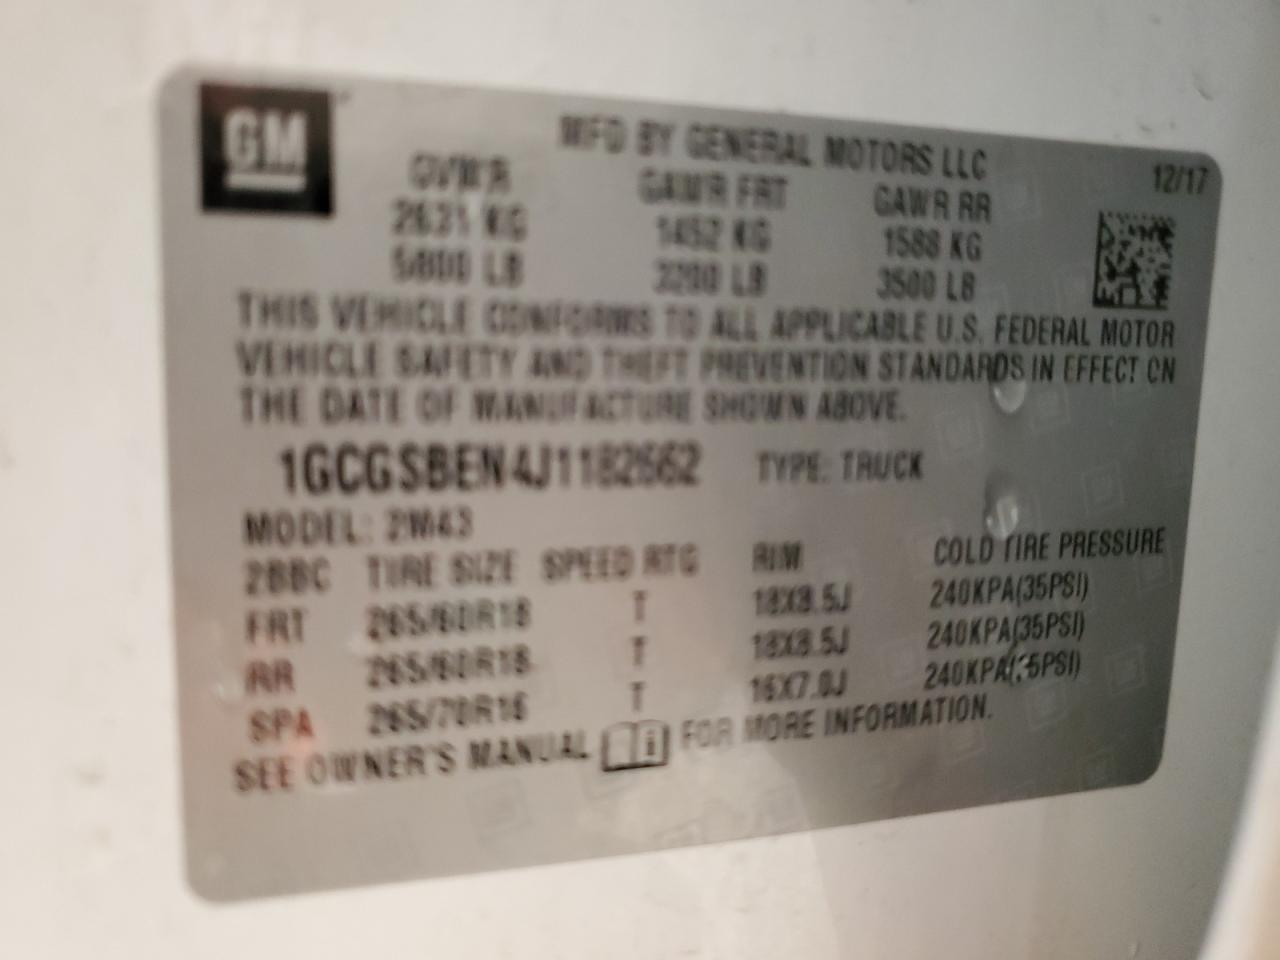 GM
MFD BY GENERAL MOTORS LLC
12/17
GVWR GAWR FRT GAWR RR
2631 KG 1452 KG 1588 KG
5800 LB 3200 LB 3500 LB
THIS VEHICLE CONFORMS TO ALL APPLICABLE U.S. FEDERAL MOTOR
VEHICLE SAFETY AND THEFT PREVENTION STANDARDS IN EFFECT ON
THE DATE OF MANUFACTURE SHOWN ABOVE.
1GCGSBEN4J1182662 TYPE: TRUCK
MODEL: 2M43
2BBC TIRE SIZE SPEED RTG RIM COLD TIRE PRESSURE
FRT 265/60R18 T 18X8.5J 240KPA(35PSI)
RR 265/60R18 T 18X8.5J 240KPA(35PSI)
SPA 265/70R16 T 16X7.0J 240KPA(35PSI)
SEE OWNER'S MANUAL FOR MORE INFORMATION.